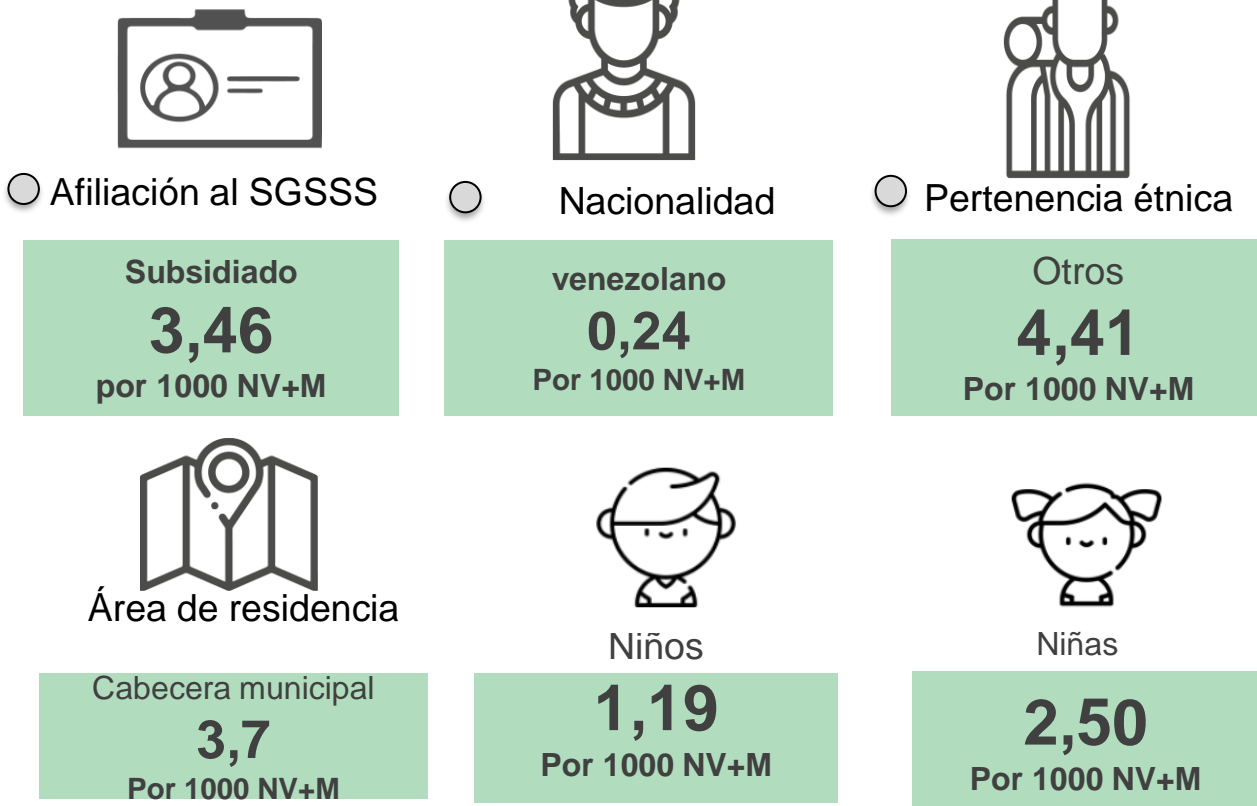 Afiliación al SGSSS
Subsidiado
3,46
por 1000 NV+M
Nacionalidad
venezolano
0,24
Por 1000 NV+M
Pertenencia étnica
Otros
4,41
Por 1000 NV+M
Área de residencia
Cabecera municipal
3,7
Por 1000 NV+M
Niños
1,19
Por 1000 NV+M
Niñas
2,50
Por 1000 NV+M